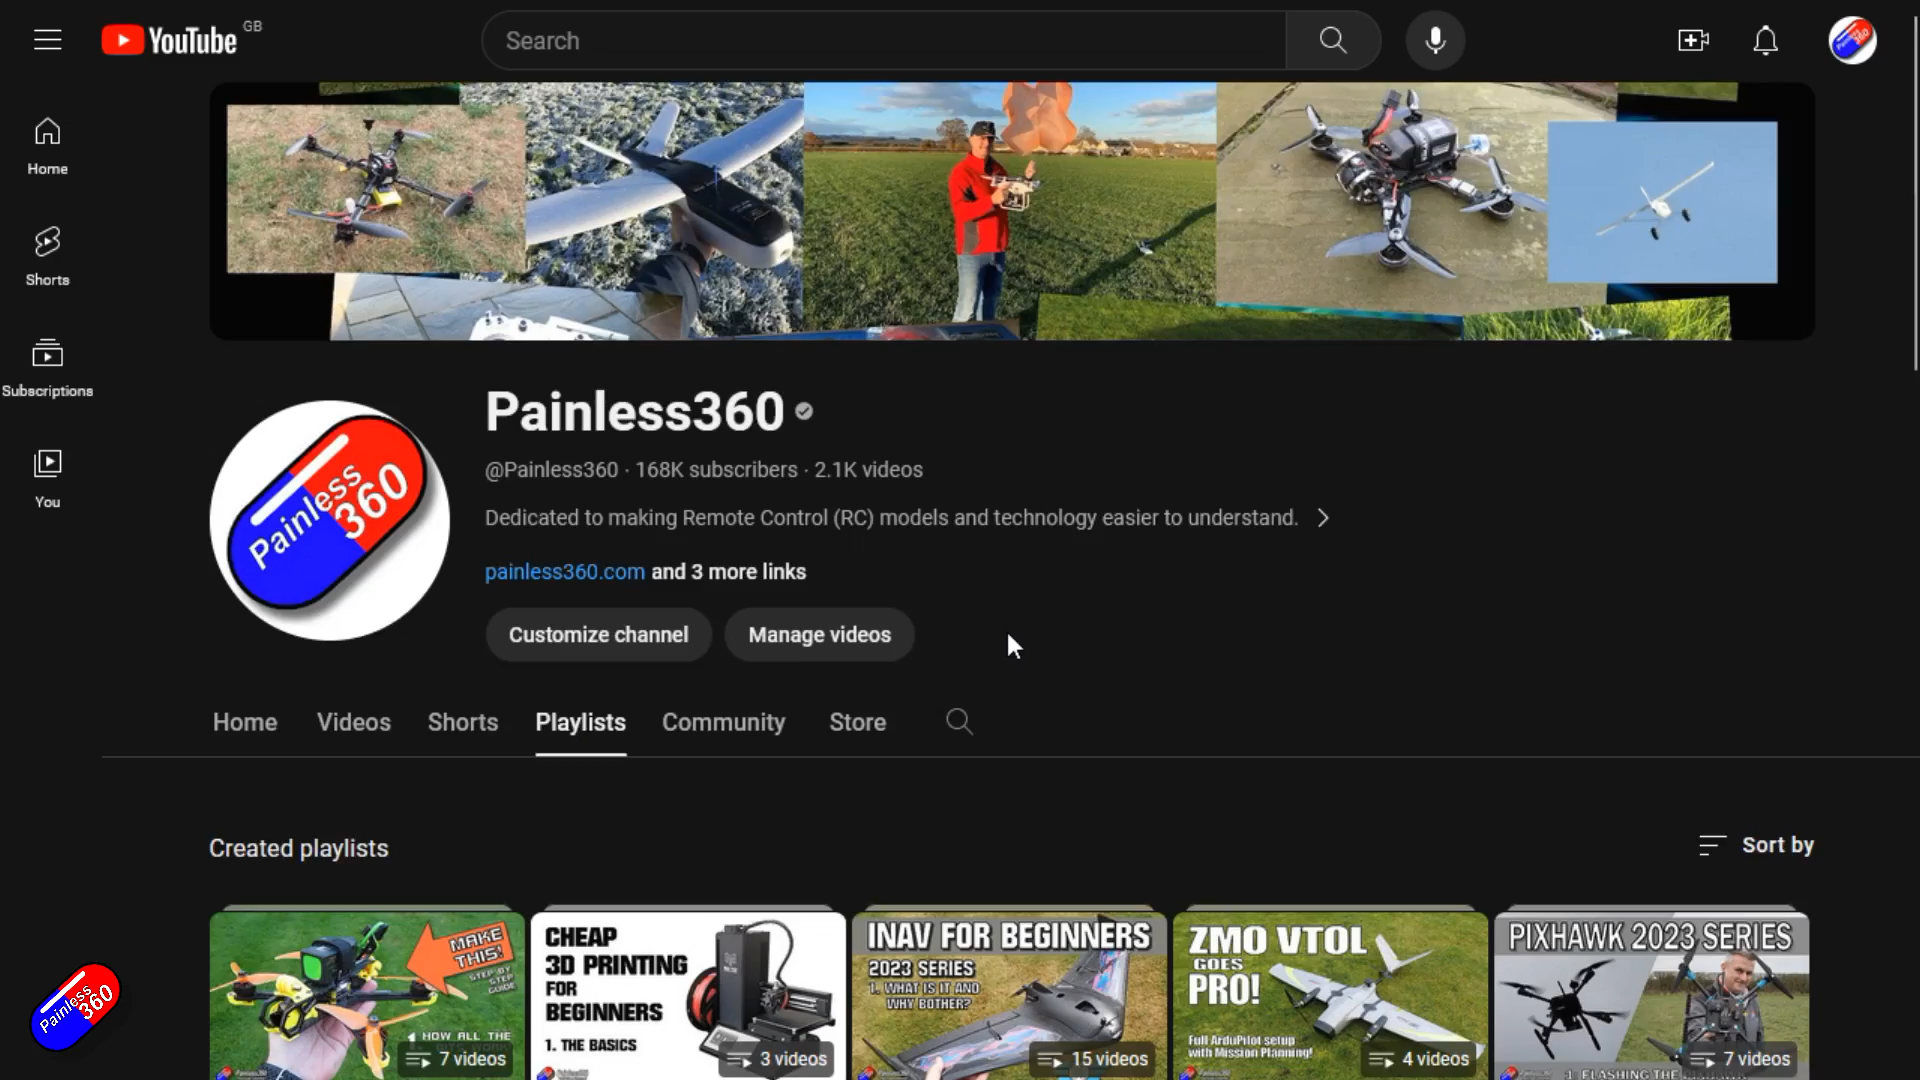 YouTube GB
Search
Home
Shorts
Subscriptions
You
Painless 360
Painless360
@Painless360 · 168K subscribers · 2.1K videos
Dedicated to making Remote Control (RC) models and technology easier to understand.
painless360.com and 3 more links
Customize channel
Manage videos
Home Videos Shorts Playlists Community Store
Created playlists
Sort by
MAKE
THIS!
STEP-BY
STEP
GUIDE
1. HOW ALL THE
7 videos
CHEAP
3D PRINTING
FOR
BEGINNERS
1. THE BASICS
3 videos
INAV FOR BEGINNERS
2023 SERIES
1. WHAT IS IT AND
WHY BOTHER?
15 videos
ZMO VTOL
GOES
PRO!
Full ArduPilot setup
with Mission Planning!
4 videos
PIXHAWK 2023 SERIES
7 videos
1. FLASHING THE
Painless
360